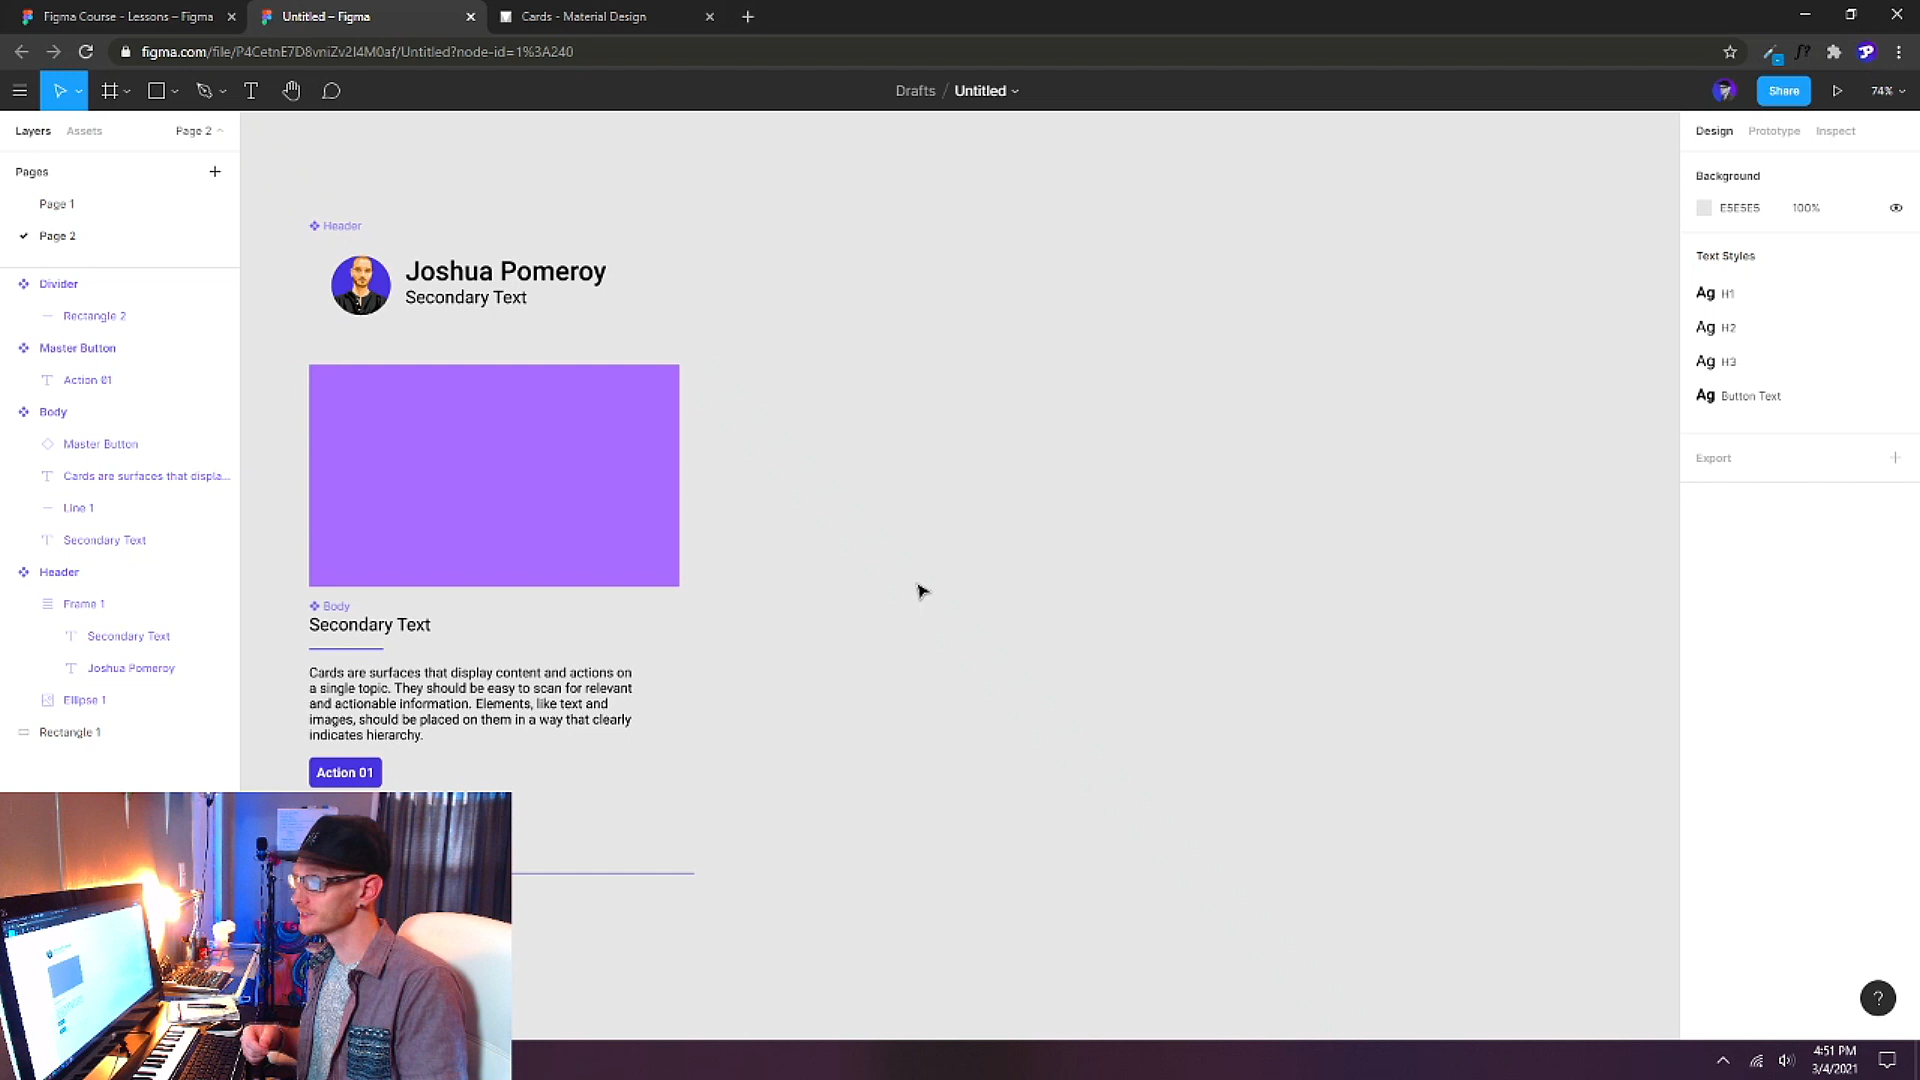 Figma Course - Lessons – Figma
Untitled – Figma
Cards - Material Design
figma.com/file/P4CetnE7D8vniZv2I4M0af/Untitled?node-id=1%3A240
Drafts / Untitled
Share
74%
Layers
Assets
Page 2
Design
Prototype
Inspect
Pages
Page 1
Page 2
Divider
Rectangle 2
Master Button
Action 01
Body
Master Button
Cards are surfaces that displa...
Line 1
Secondary Text
Header
Frame 1
Secondary Text
Joshua Pomeroy
Ellipse 1
Rectangle 1
Header
Joshua Pomeroy
Secondary Text
Body
Secondary Text
Cards are surfaces that display content and actions on
a single topic. They should be easy to scan for relevant
and actionable information. Elements, like text and
images, should be placed on them in a way that clearly
indicates hierarchy.
Action 01
Background
E5E5E5
100%
Text Styles
Ag H1
Ag H2
Ag H3
Ag Button Text
Export
?
4:51 PM
3/4/2021